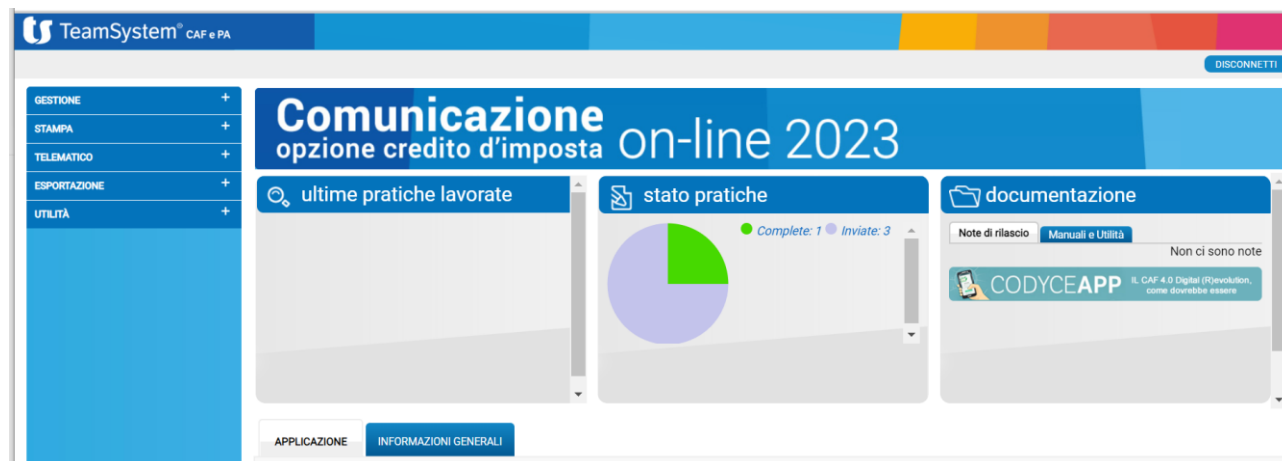 TeamSystem® CAF e PA
DISCONNETTI
GESTIONE +
STAMPA +
TELEMATICO +
ESPORTAZIONE +
UTILITÀ +
Comunicazione
opzione credito d'imposta on-line 2023
ultime pratiche lavorate
stato pratiche
Complete: 1 Inviate: 3
documentazione
Note di rilascio Manuali e Utilità
Non ci sono note
CODYCEAPP
IL CAF 4.0 Digital (R)evolution,
come dovrebbe essere
APPLICAZIONE INFORMAZIONI GENERALI